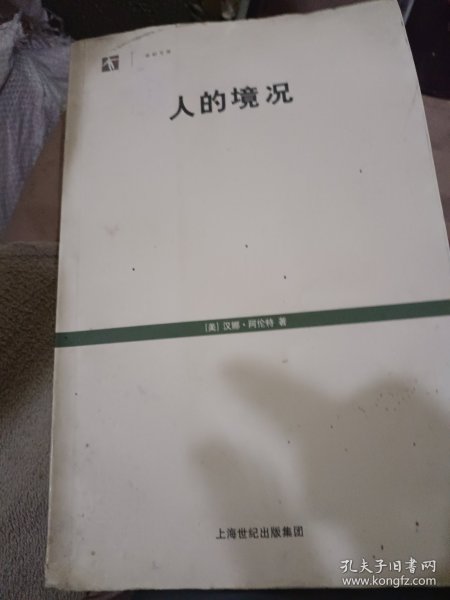 人的境况
[美] 汉娜·阿伦特 著
上海世纪出版集团
孔夫子旧书网
www.kongfz.com